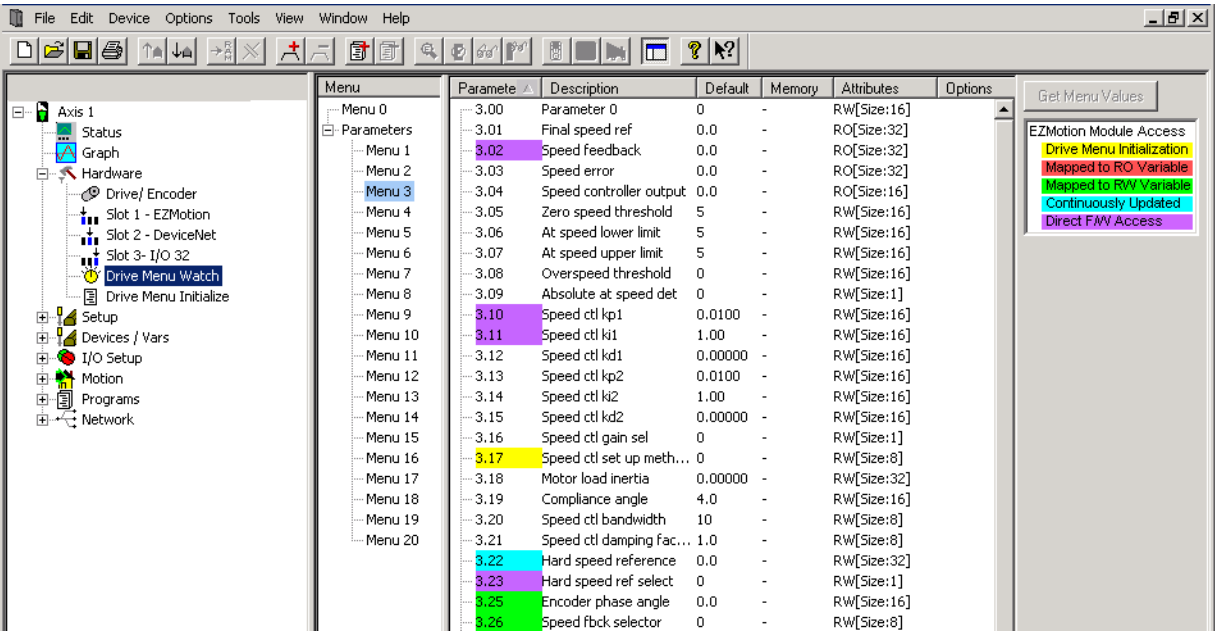 File Edit Device Options Tools View Window Help
Axis 1
Status
Graph
Hardware
Drive/ Encoder
Slot 1 - EZMotion
Slot 2 - DeviceNet
Slot 3- I/O 32
Drive Menu Watch
Drive Menu Initialize
Setup
Devices / Vars
I/O Setup
Motion
Programs
Network
Menu
Menu 0
Parameters
Menu 1
Menu 2
Menu 3
Menu 4
Menu 5
Menu 6
Menu 7
Menu 8
Menu 9
Menu 10
Menu 11
Menu 12
Menu 13
Menu 14
Menu 15
Menu 16
Menu 17
Menu 18
Menu 19
Menu 20
Paramete Description Default Memory Attributes Options
3.00 Parameter 0 0 - RW[Size:16]
3.01 Final speed ref 0.0 - RO[Size:32]
3.02 Speed feedback 0.0 - RO[Size:32]
3.03 Speed error 0.0 - RO[Size:32]
3.04 Speed controller output 0.0 - RO[Size:16]
3.05 Zero speed threshold 5 - RW[Size:16]
3.06 At speed lower limit 5 - RW[Size:16]
3.07 At speed upper limit 5 - RW[Size:16]
3.08 Overspeed threshold 0 - RW[Size:16]
3.09 Absolute at speed det 0 - RW[Size:1]
3.10 Speed ctl kp1 0.0100 - RW[Size:16]
3.11 Speed ctl ki1 1.00 - RW[Size:16]
3.12 Speed ctl kd1 0.00000 - RW[Size:16]
3.13 Speed ctl kp2 0.0100 - RW[Size:16]
3.14 Speed ctl ki2 1.00 - RW[Size:16]
3.15 Speed ctl kd2 0.00000 - RW[Size:16]
3.16 Speed ctl gain sel 0 - RW[Size:1]
3.17 Speed ctl set up meth... 0 - RW[Size:8]
3.18 Motor load inertia 0.00000 - RW[Size:32]
3.19 Compliance angle 4.0 - RW[Size:16]
3.20 Speed ctl bandwidth 10 - RW[Size:8]
3.21 Speed ctl damping fac... 1.0 - RW[Size:8]
3.22 Hard speed reference 0.0 - RW[Size:32]
3.23 Hard speed ref select 0 - RW[Size:1]
3.25 Encoder phase angle 0.0 - RW[Size:16]
3.26 Speed fbck selector 0 - RW[Size:8]
Get Menu Values
EZMotion Module Access
Drive Menu Initialization
Mapped to RO Variable
Mapped to RW Variable
Continuously Updated
Direct F/W Access